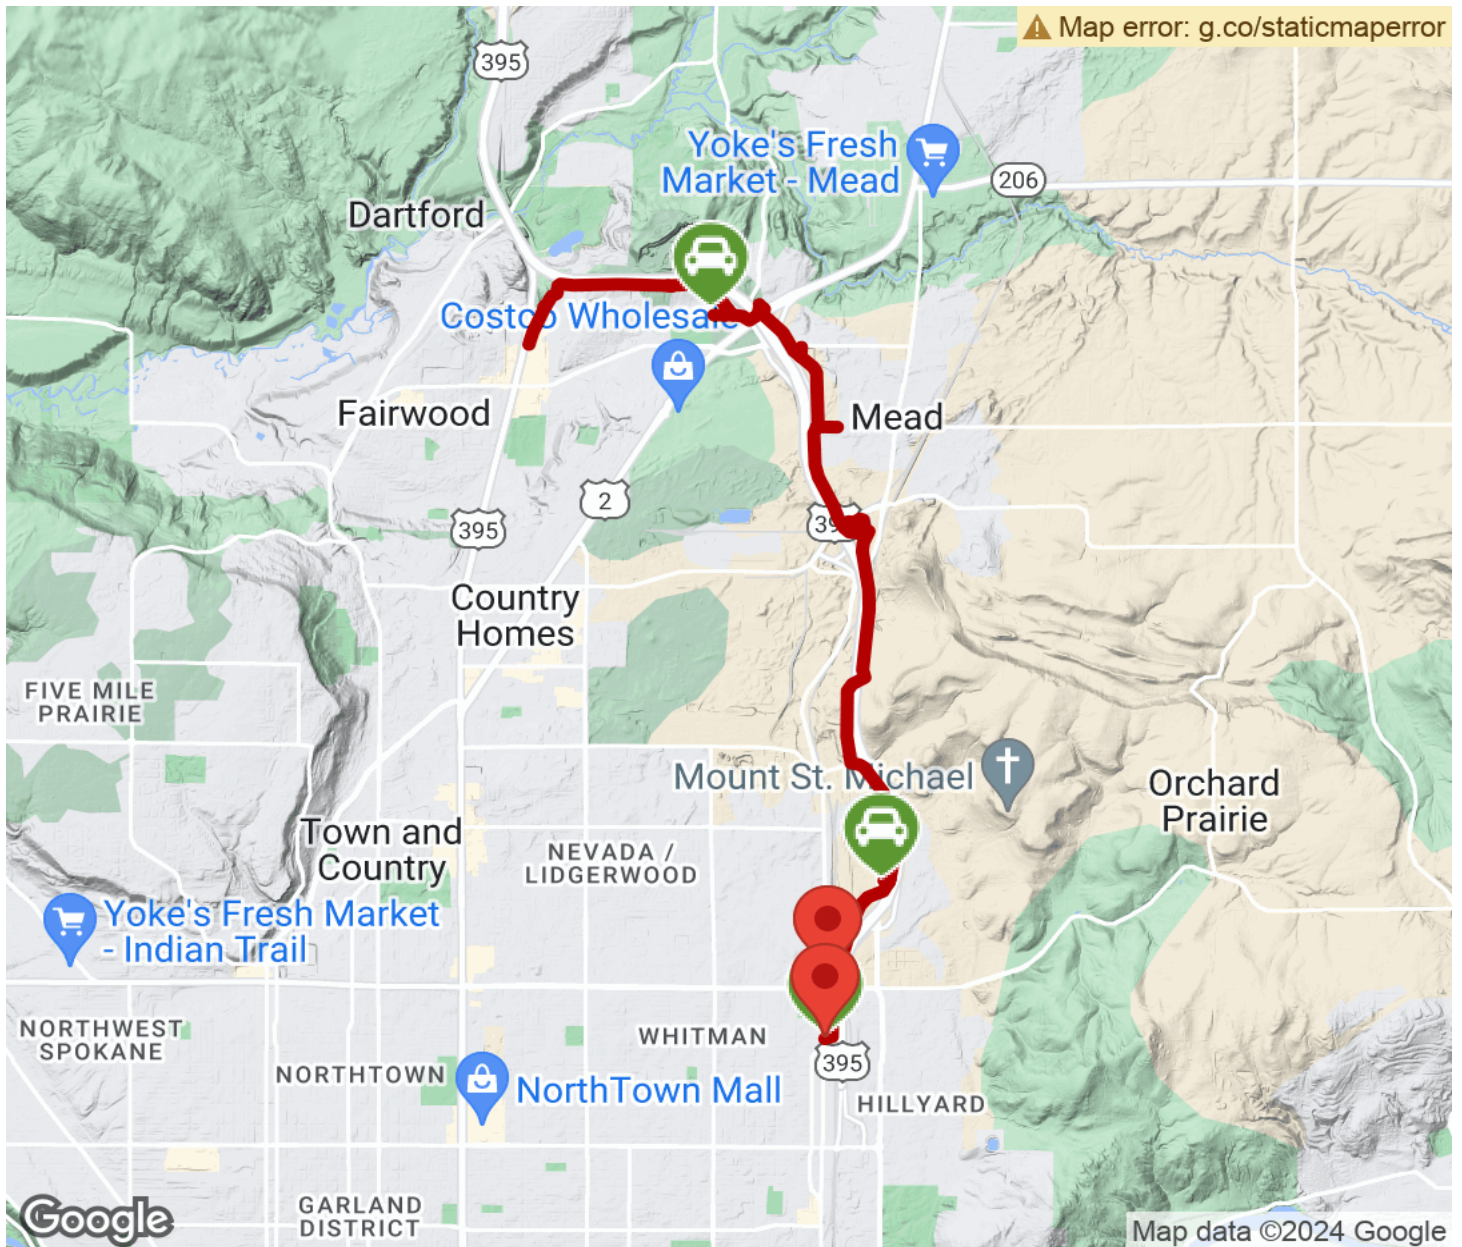 Map error: g.co/staticmaperror
395
Yoke's Fresh
Market - Mead
206
Dartford
Costco Wholesale
Fairwood
Mead
2
395
Country
Homes
FIVE MILE
PRAIRIE
Mount St. Michael
Orchard
Prairie
Town and
Country
NEVADA /
LIDGERWOOD
Yoke's Fresh Market
- Indian Trail
NORTHWEST
SPOKANE
WHITMAN
395
NORTHTOWN
NorthTown Mall
HILLYARD
GARLAND
DISTRICT
Google
Map data ©2024 Google